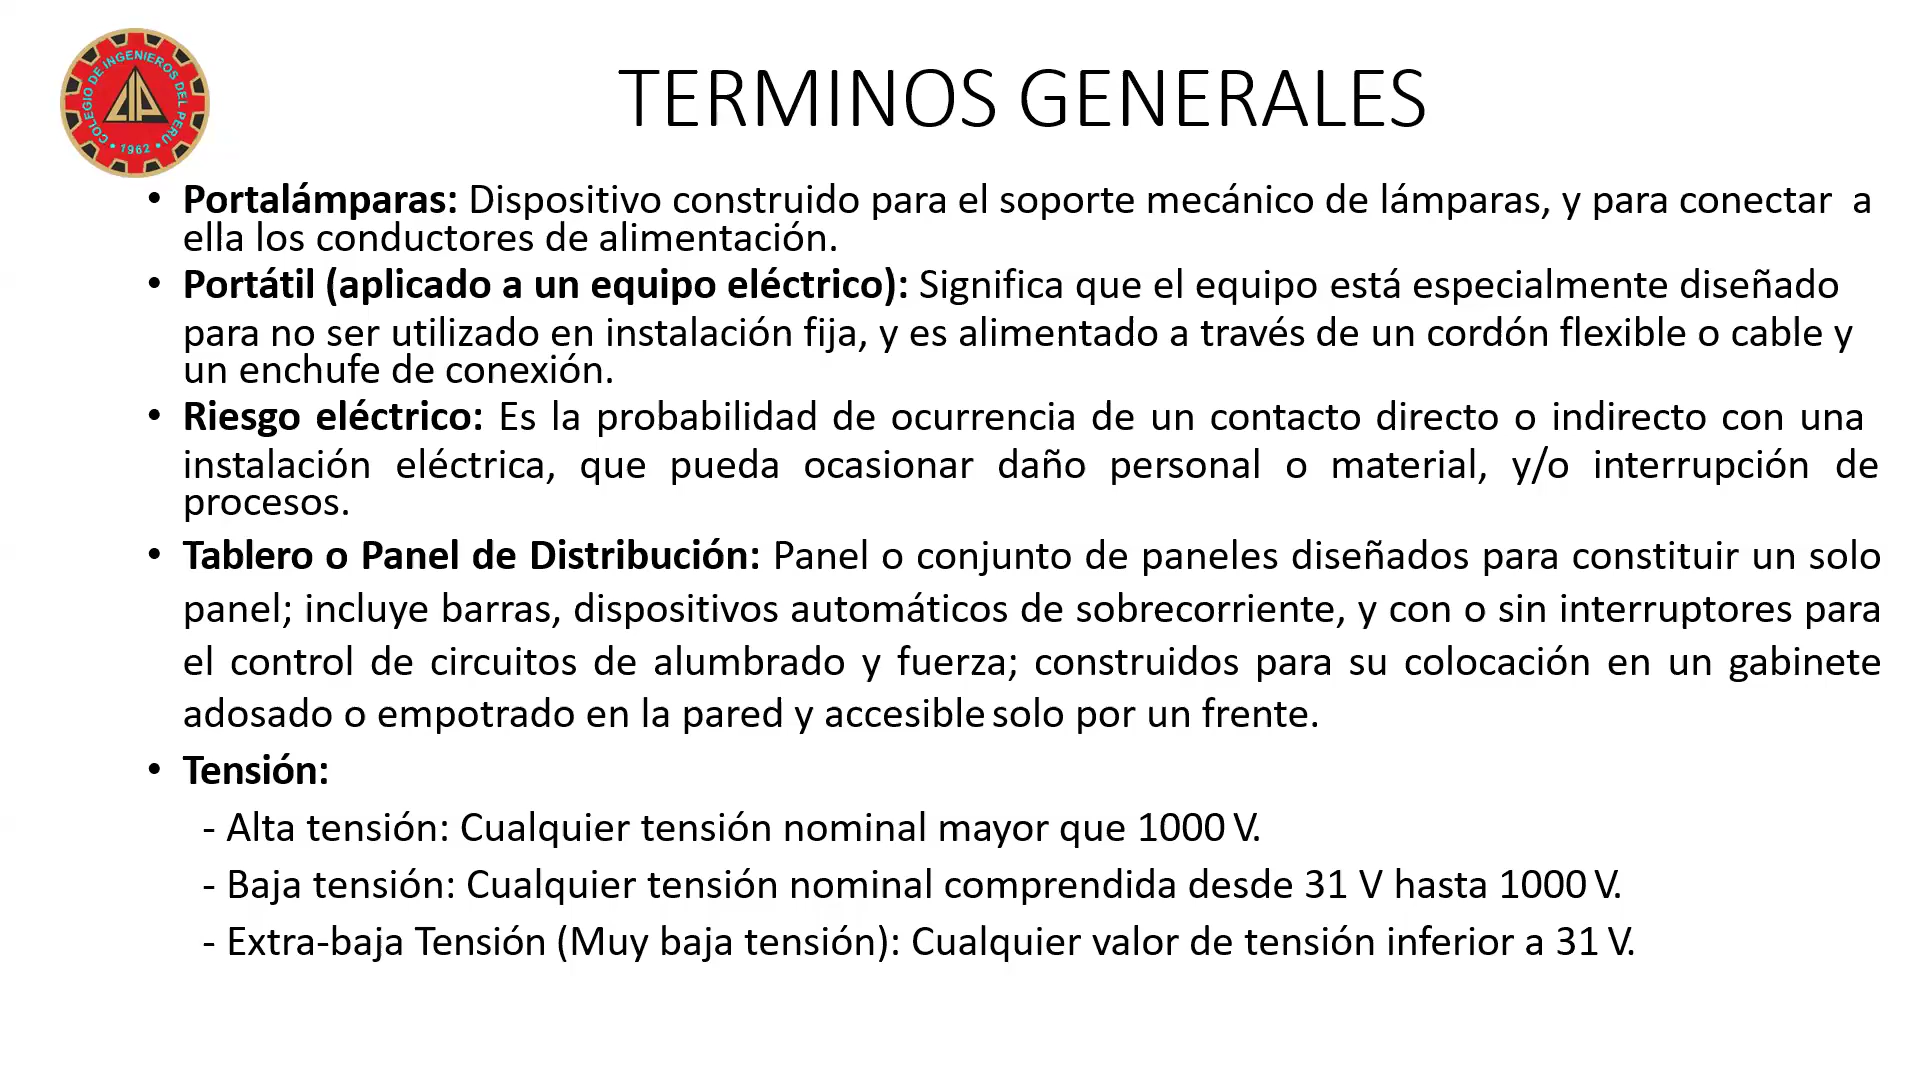 COLEGIO DE INGENIEROS DEL PERU
CIP
• 1962 •
TERMINOS GENERALES
• Portalámparas: Dispositivo construido para el soporte mecánico de lámparas, y para conectar a
ella los conductores de alimentación.
• Portátil (aplicado a un equipo eléctrico): Significa que el equipo está especialmente diseñado
para no ser utilizado en instalación fija, y es alimentado a través de un cordón flexible o cable y
un enchufe de conexión.
• Riesgo eléctrico: Es la probabilidad de ocurrencia de un contacto directo o indirecto con una
instalación eléctrica, que pueda ocasionar daño personal o material, y/o interrupción de
procesos.
• Tablero o Panel de Distribución: Panel o conjunto de paneles diseñados para constituir un solo
panel; incluye barras, dispositivos automáticos de sobrecorriente, y con o sin interruptores para
el control de circuitos de alumbrado y fuerza; construidos para su colocación en un gabinete
adosado o empotrado en la pared y accesible solo por un frente.
• Tensión:
- Alta tensión: Cualquier tensión nominal mayor que 1000 V.
- Baja tensión: Cualquier tensión nominal comprendida desde 31 V hasta 1000 V.
- Extra-baja Tensión (Muy baja tensión): Cualquier valor de tensión inferior a 31 V.